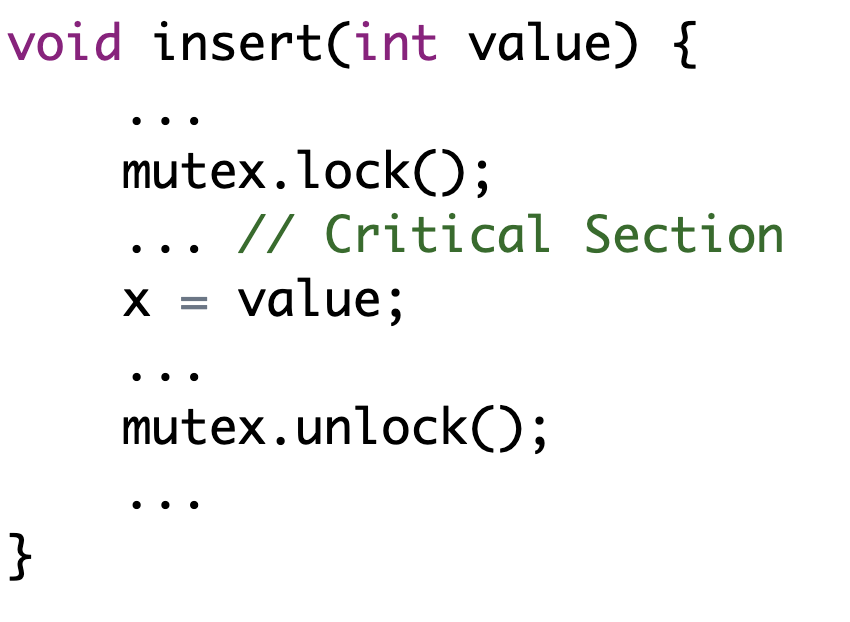 void insert(int value) {
    ...
    mutex.lock();
    ... // Critical Section
    x = value;
    ...
    mutex.unlock();
    ...
}